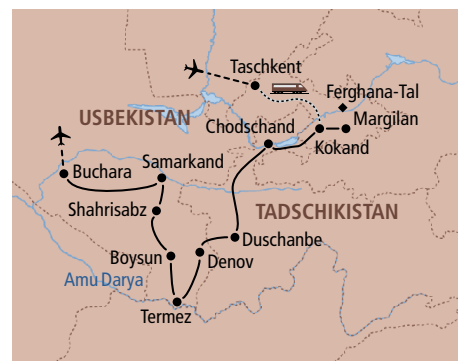 Taschkent
Ferghana-Tal
USBEKISTAN
Margilan
Chodschand
Kokand
Samarkand
Buchara
Shahrisabz
TADSCHIKISTAN
Duschanbe
Boysun
Denov
Amu Darya
Termez